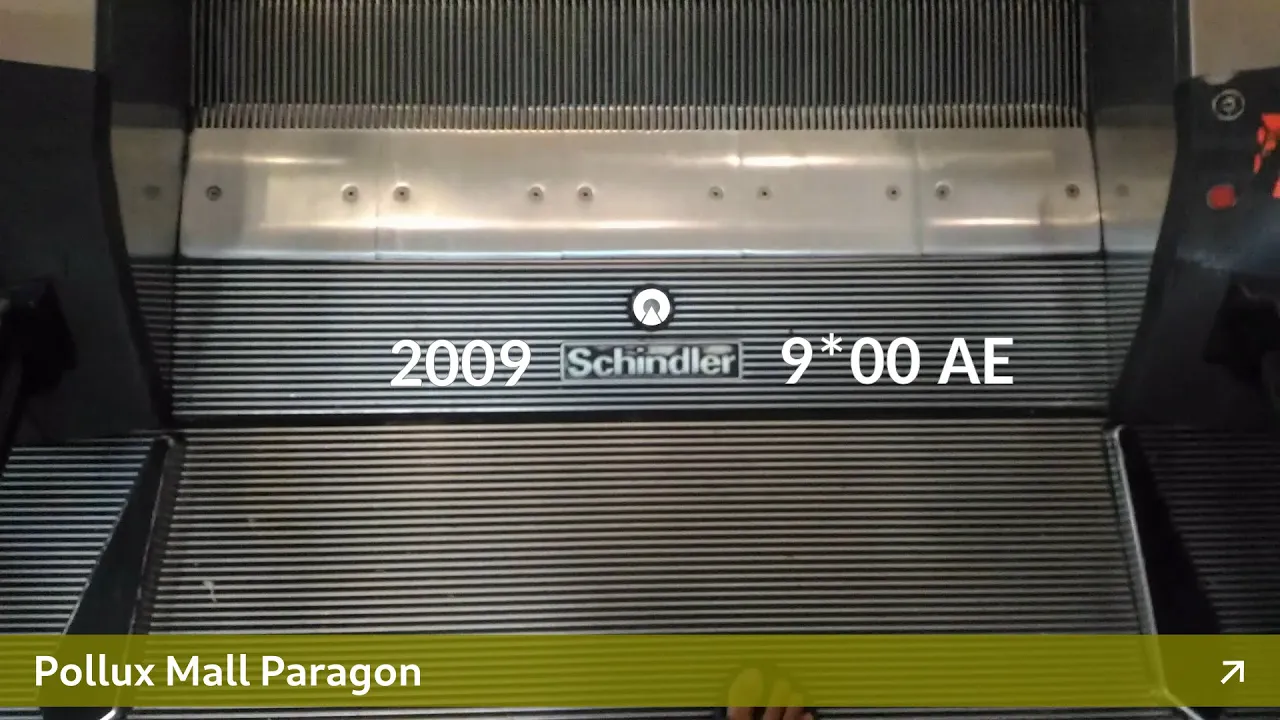 2009 Schindler 9*00 AE
Pollux Mall Paragon